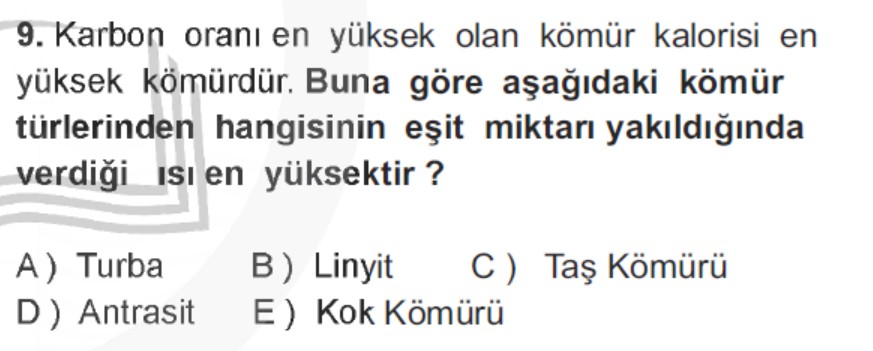 9. Karbon oranı en yüksek olan kömür kalorisi en
yüksek kömürdür. Buna göre aşağıdaki kömür
türlerinden hangisinin eşit miktarı yakıldığında
verdiği ısı en yüksektir ?
A ) Turba B ) Linyit C ) Taş Kömürü
D ) Antrasit E ) Kok Kömürü